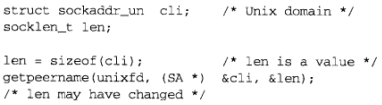 struct sockaddr_un cli; /* Unix domain */
socklen_t len;
len = sizeof(cli); /* len is a value */
getpeername(unixfd, (SA *) &cli, &len);
/* len may have changed */